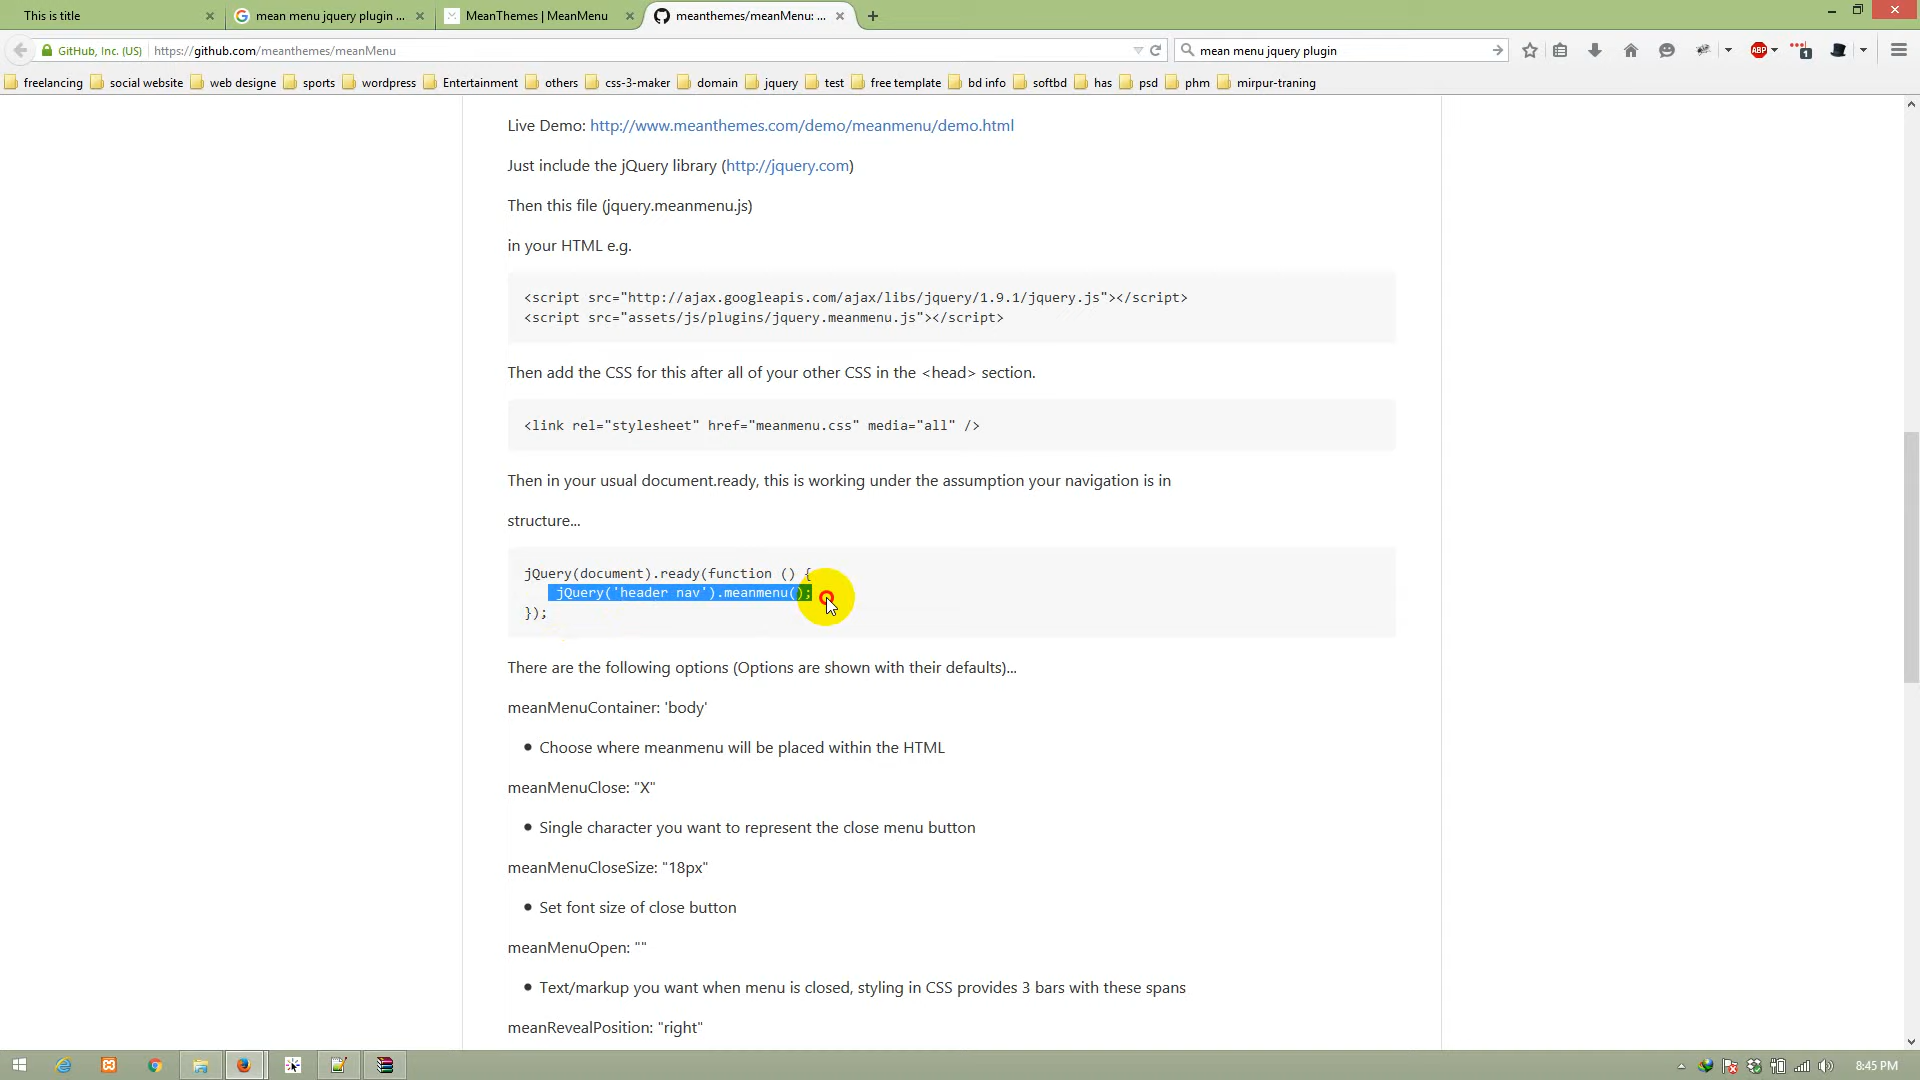 This is title
mean menu jquery plugin ...
MeanThemes | MeanMenu
meanthemes/meanMenu: ...
GitHub, Inc. (US)
https://github.com/meanthemes/meanMenu
mean menu jquery plugin
ABP
1
freelancing
social website
web designe
sports
wordpress
Entertainment
others
css-3-maker
domain
jquery
test
free template
bd info
softbd
has
psd
phm
mirpur-traning
Live Demo: http://www.meanthemes.com/demo/meanmenu/demo.html
Just include the jQuery library (http://jquery.com)
Then this file (jquery.meanmenu.js)
in your HTML e.g.
<script src="http://ajax.googleapis.com/ajax/libs/jquery/1.9.1/jquery.js"></script>
<script src="assets/js/plugins/jquery.meanmenu.js"></script>
Then add the CSS for this after all of your other CSS in the <head> section.
<link rel="stylesheet" href="meanmenu.css" media="all" />
Then in your usual document.ready, this is working under the assumption your navigation is in
structure...
jQuery(document).ready(function () {
jQuery('header nav').meanmenu();
});
There are the following options (Options are shown with their defaults)...
meanMenuContainer: 'body'
• Choose where meanmenu will be placed within the HTML
meanMenuClose: "X"
• Single character you want to represent the close menu button
meanMenuCloseSize: "18px"
• Set font size of close button
meanMenuOpen: ""
• Text/markup you want when menu is closed, styling in CSS provides 3 bars with these spans
meanRevealPosition: "right"
8:45 PM